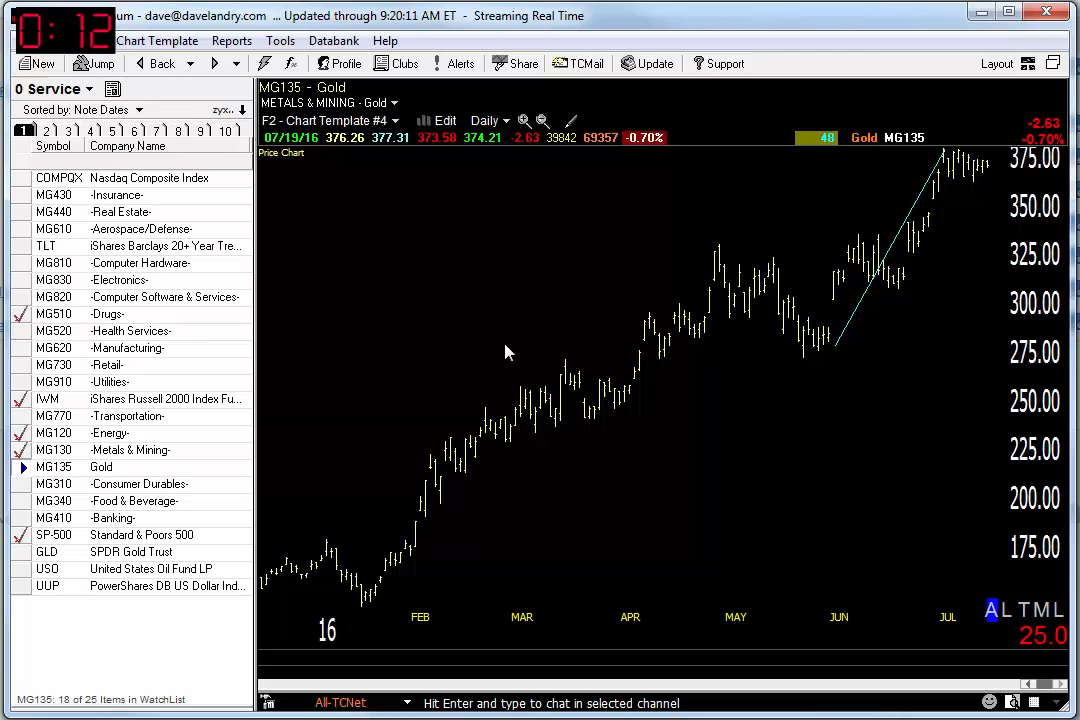 0:12
num - dave@davelandry.com ... Updated through 9:20:11 AM ET - Streaming Real Time
Chart Template Reports Tools Databank Help
New Jump Back Profile Clubs Alerts Share TCMail Update Support Layout
0 Service
Sorted by: Note Dates zyx..
1 2 3 4 5 6 7 8 9 10
Symbol Company Name
COMPQX Nasdaq Composite Index
MG430 -Insurance-
MG440 -Real Estate-
MG610 -Aerospace/Defense-
TLT iShares Barclays 20+ Year Tre...
MG810 -Computer Hardware-
MG830 -Electronics-
MG820 -Computer Software & Services-
MG510 -Drugs-
MG520 -Health Services-
MG620 -Manufacturing-
MG730 -Retail-
MG910 -Utilities-
IWM iShares Russell 2000 Index Fu...
MG770 -Transportation-
MG120 -Energy-
MG130 -Metals & Mining-
MG135 Gold
MG310 -Consumer Durables-
MG340 -Food & Beverage-
MG410 -Banking-
SP-500 Standard & Poors 500
GLD SPDR Gold Trust
USO United States Oil Fund LP
UUP PowerShares DB US Dollar Ind...
MG135: 18 of 25 Items in WatchList
MG135 - Gold
METALS & MINING - Gold
F2 - Chart Template #4 Edit Daily
07/19/16 376.26 377.31 373.58 374.21 -2.63 39842 69357 -0.70% 48 Gold MG135
-2.63
-0.70%
Price Chart
375.00
350.00
325.00
300.00
275.00
250.00
225.00
200.00
175.00
16 FEB MAR APR MAY JUN JUL
A L T M L
25.0
All-TCNet Hit Enter and type to chat in selected channel